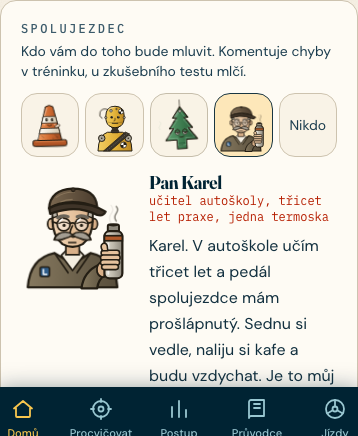 SPOLUJEZDEC
Kdo vám do toho bude mluvit. Komentuje chyby
v tréninku, u zkušebního testu mlčí.
Nikdo
Pan Karel
učitel autoškoly, třicet
let praxe, jedna termoska
Karel. V autoškole učím
třicet let a pedál
spolujezdce mám
prošlápnutý. Sednu si
vedle, naliju si kafe a
budu vzdychat. Je to můj
L
Domů
Procvičovat
Postup
Průvodce
Jízdy